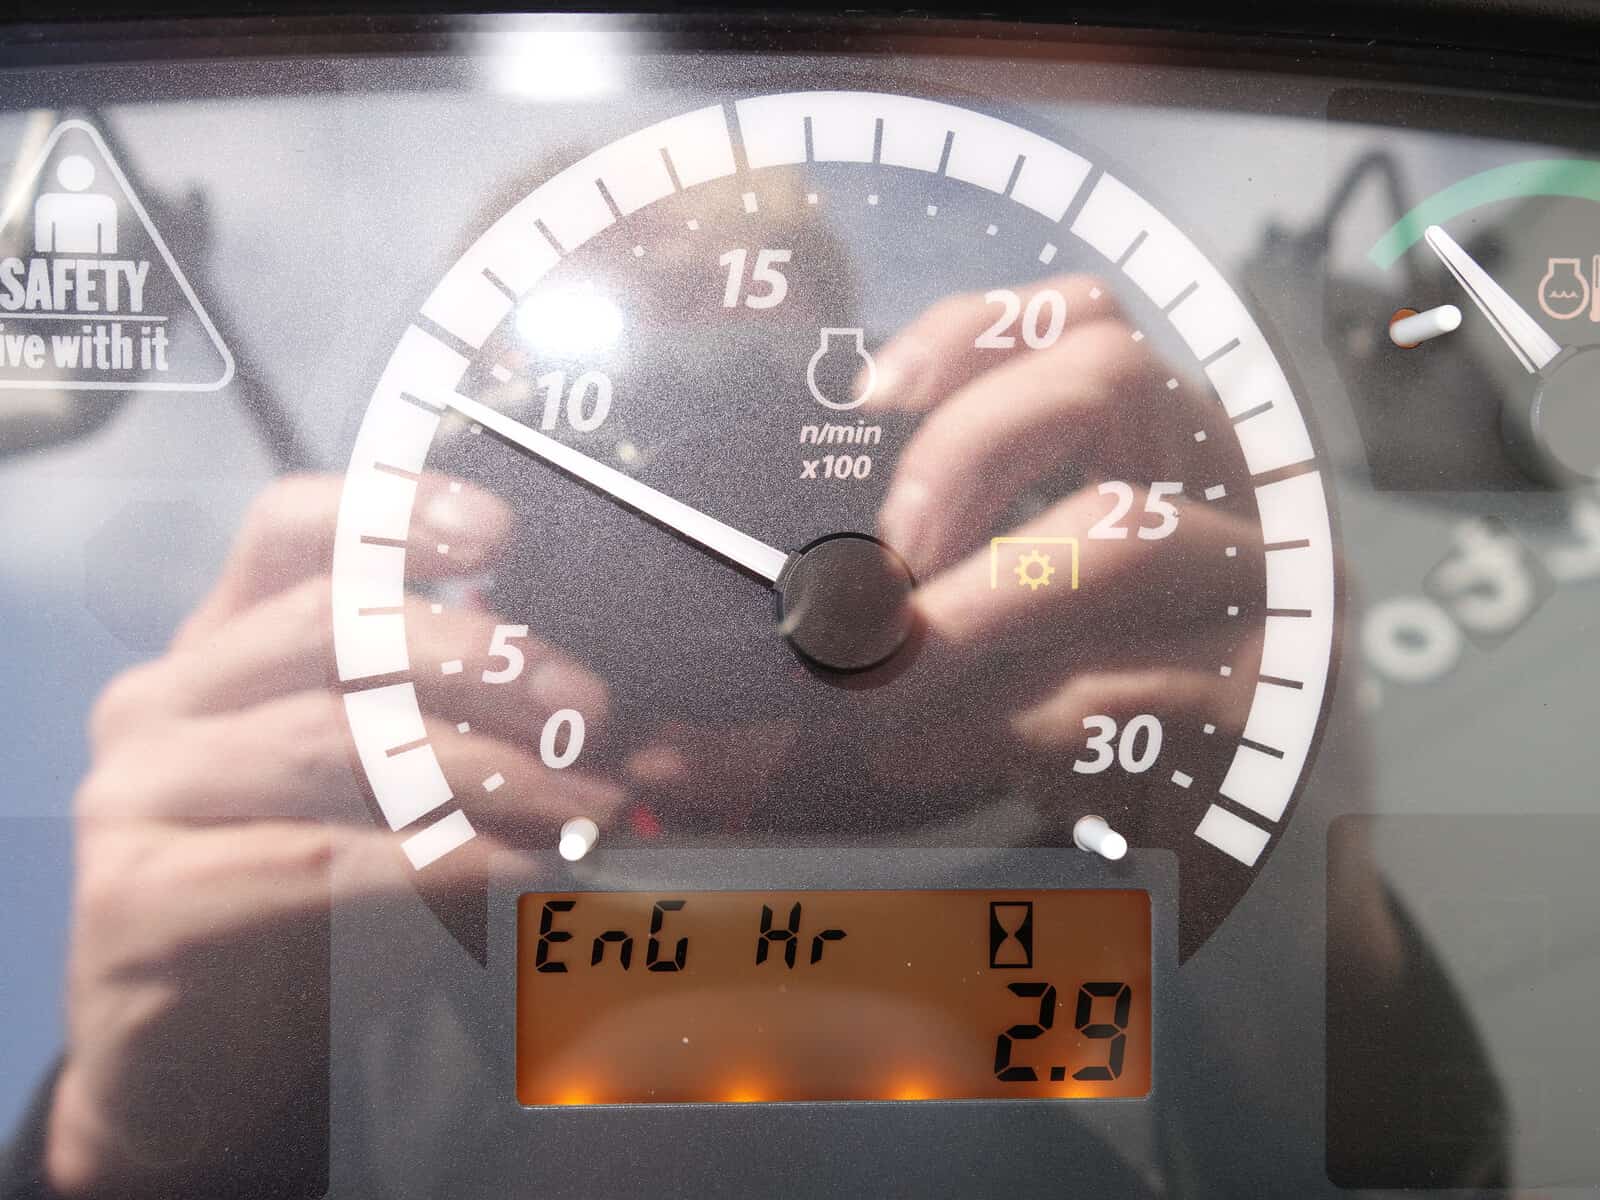 SAFETY
ive with it
15
20
10
n/min
x100
25
5
0
30
EnG Hr
2.9